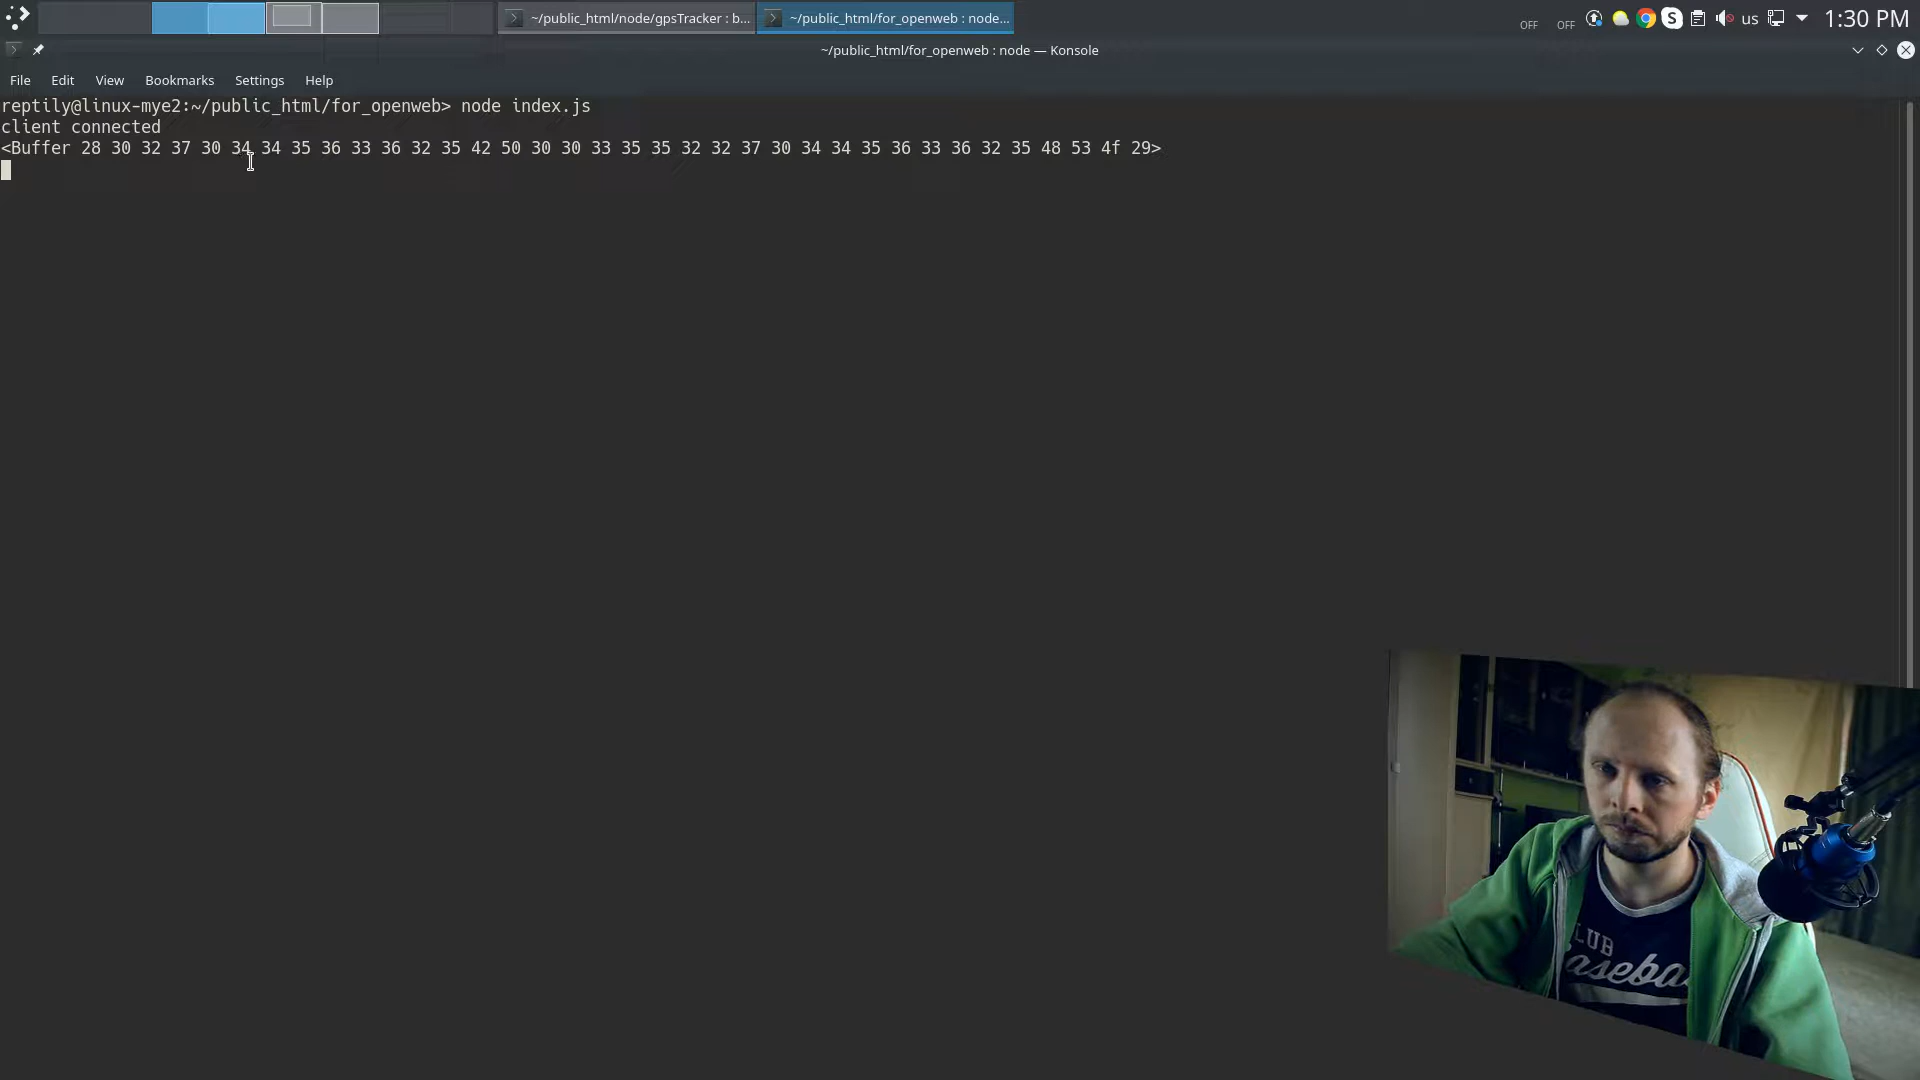 ~/public_html/node/gpsTracker : b...
~/public_html/for_openweb : node...
OFF
OFF
S
us
1:30 PM
~/public_html/for_openweb : node — Konsole
File Edit View Bookmarks Settings Help
reptily@linux-mye2:~/public_html/for_openweb> node index.js
client connected
<Buffer 28 30 32 37 30 34 34 35 36 33 36 32 35 42 50 30 30 33 35 35 32 32 37 30 34 34 35 36 33 36 32 35 48 53 4f 29>
LUB
aseba